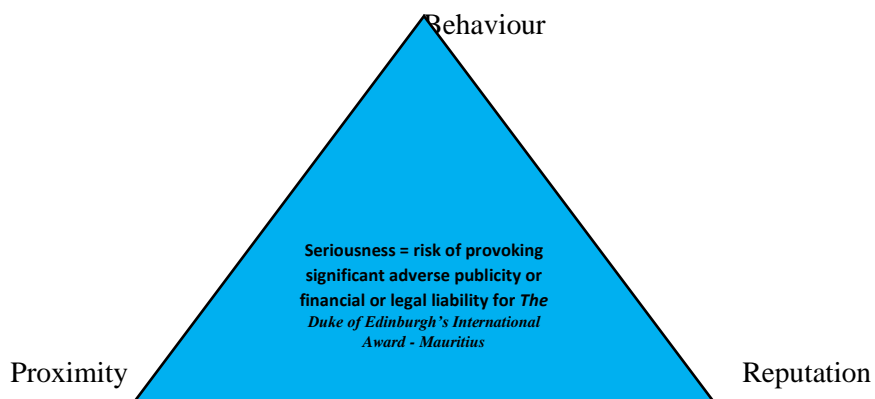 Behaviour
Seriousness = risk of provoking
significant adverse publicity or
financial or legal liability for The
Duke of Edinburgh’s International
Award - Mauritius
Proximity
Reputation